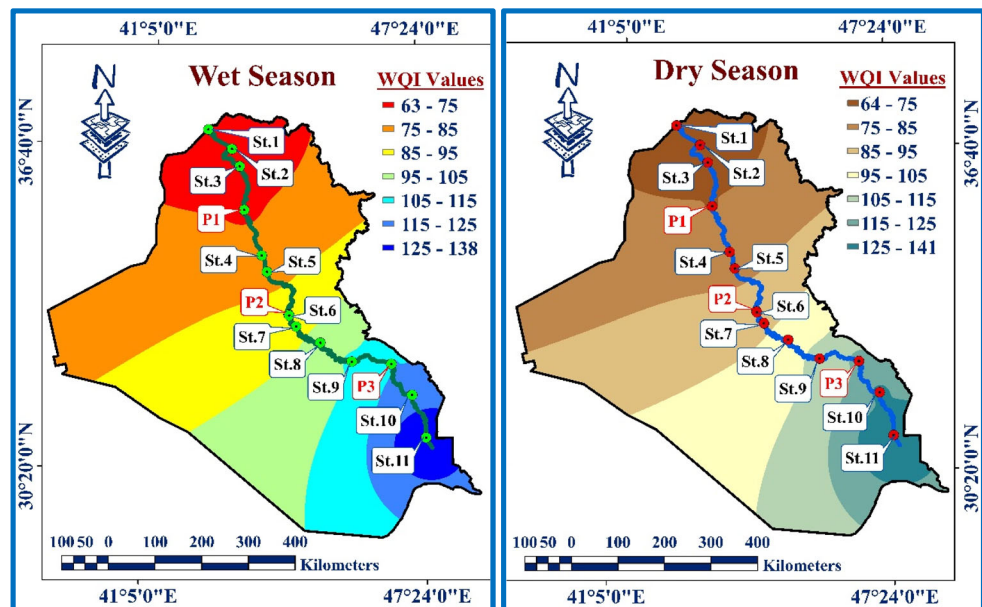 41°5'0"E 47°24'0"E
36°40'0"N
N
Wet Season
WQI Values
63 - 75
75 - 85
85 - 95
95 - 105
105 - 115
115 - 125
125 - 138
St.1
St.2
St.3
P1
St.4
St.5
P2
St.6
St.7
St.8
St.9
P3
St.10
St.11
30°20'0"N
100 50 0 100 200 300 400
Kilometers
41°5'0"E 47°24'0"E
41°5'0"E 47°24'0"E
36°40'0"N
N
Dry Season
WQI Values
64 - 75
75 - 85
85 - 95
95 - 105
105 - 115
115 - 125
125 - 141
St.1
St.2
St.3
P1
St.4
St.5
P2
St.6
St.7
St.8
St.9
P3
St.10
St.11
30°20'0"N
100 50 0 100 200 300 400
Kilometers
41°5'0"E 47°24'0"E